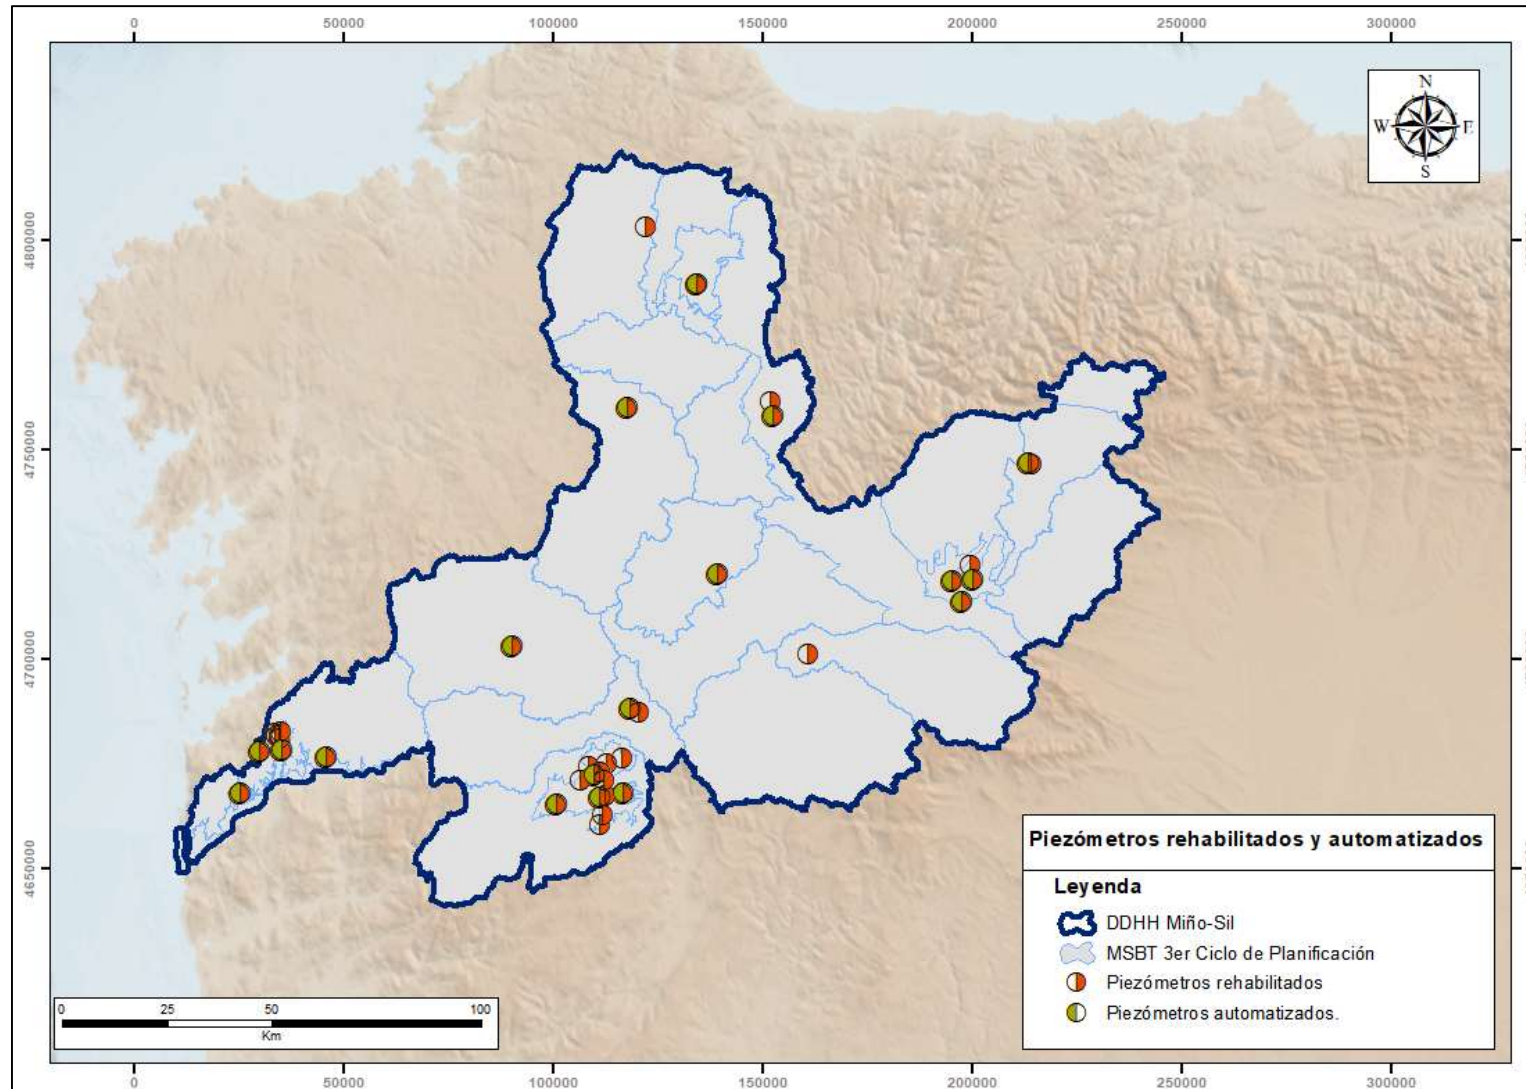 0 50000 100000 150000 200000 250000 300000
N
W E
S
4800000
4750000
4700000
4650000
Piezómetros rehabilitados y automatizados
Leyenda
DDHH Miño-Sil
MSBT 3er Ciclo de Planificación
Piezómetros rehabilitados
Piezómetros automatizados.
0 25 50 100
Km
0 50000 100000 150000 200000 250000 300000